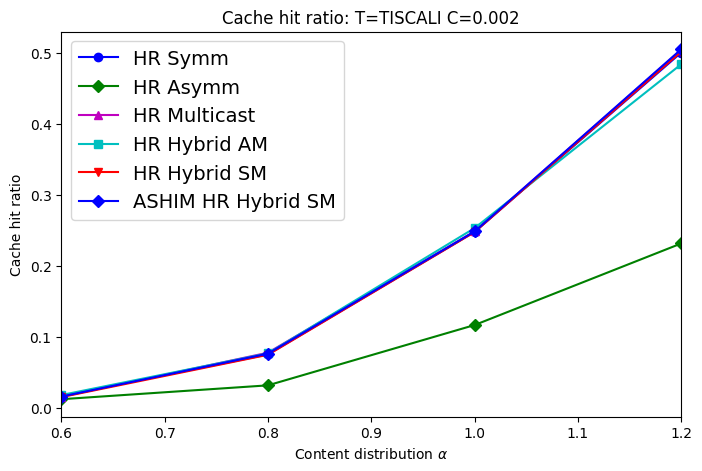 Cache hit ratio: T=TISCALI C=0.002
HR Symm
HR Asymm
HR Multicast
HR Hybrid AM
HR Hybrid SM
ASHIM HR Hybrid SM
Cache hit ratio
0.5
0.4
0.3
0.2
0.1
0.0
0.6 0.7 0.8 0.9 1.0 1.1 1.2
Content distribution α